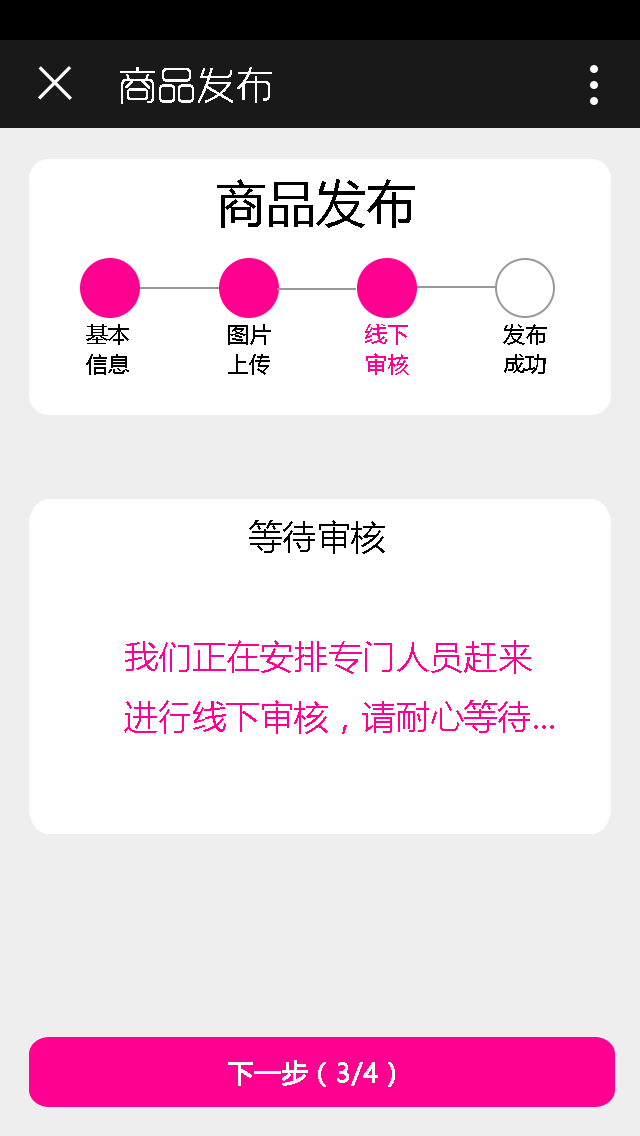 商品发布
商品发布
基本 图片 线下 发布
信息 上传 审核 成功
等待审核
我们正在安排专门人员赶来
进行线下审核，请耐心等待...
下一步（3/4）